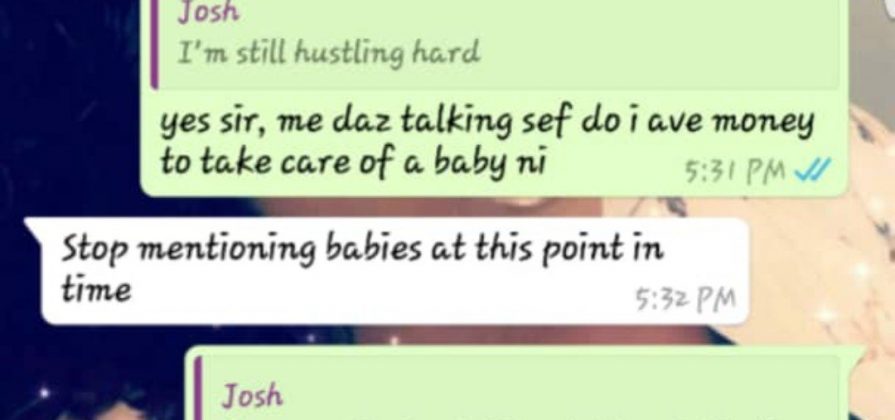 Josh
I'm still hustling hard
yes sir, me daz talking sef do i ave money
to take care of a baby ni
5:31 PM
Stop mentioning babies at this point in
time
5:32 PM
Josh